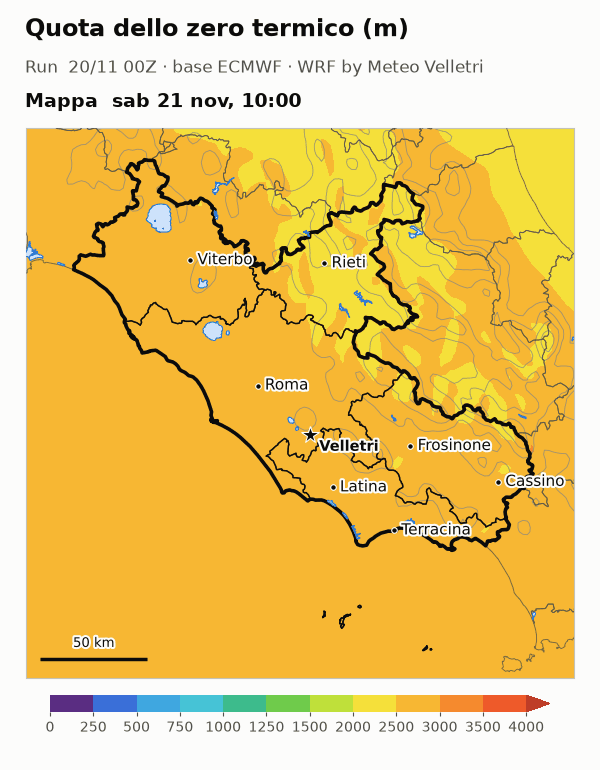 Quota dello zero termico (m)
Run  20/11 00Z · base ECMWF · WRF by Meteo Velletri
Mappa  sab 21 nov, 10:00
Viterbo
Rieti
Roma
Velletri
Frosinone
Cassino
Latina
Terracina
50 km
0 250 500 750 1000 1250 1500 2000 2500 3000 3500 4000